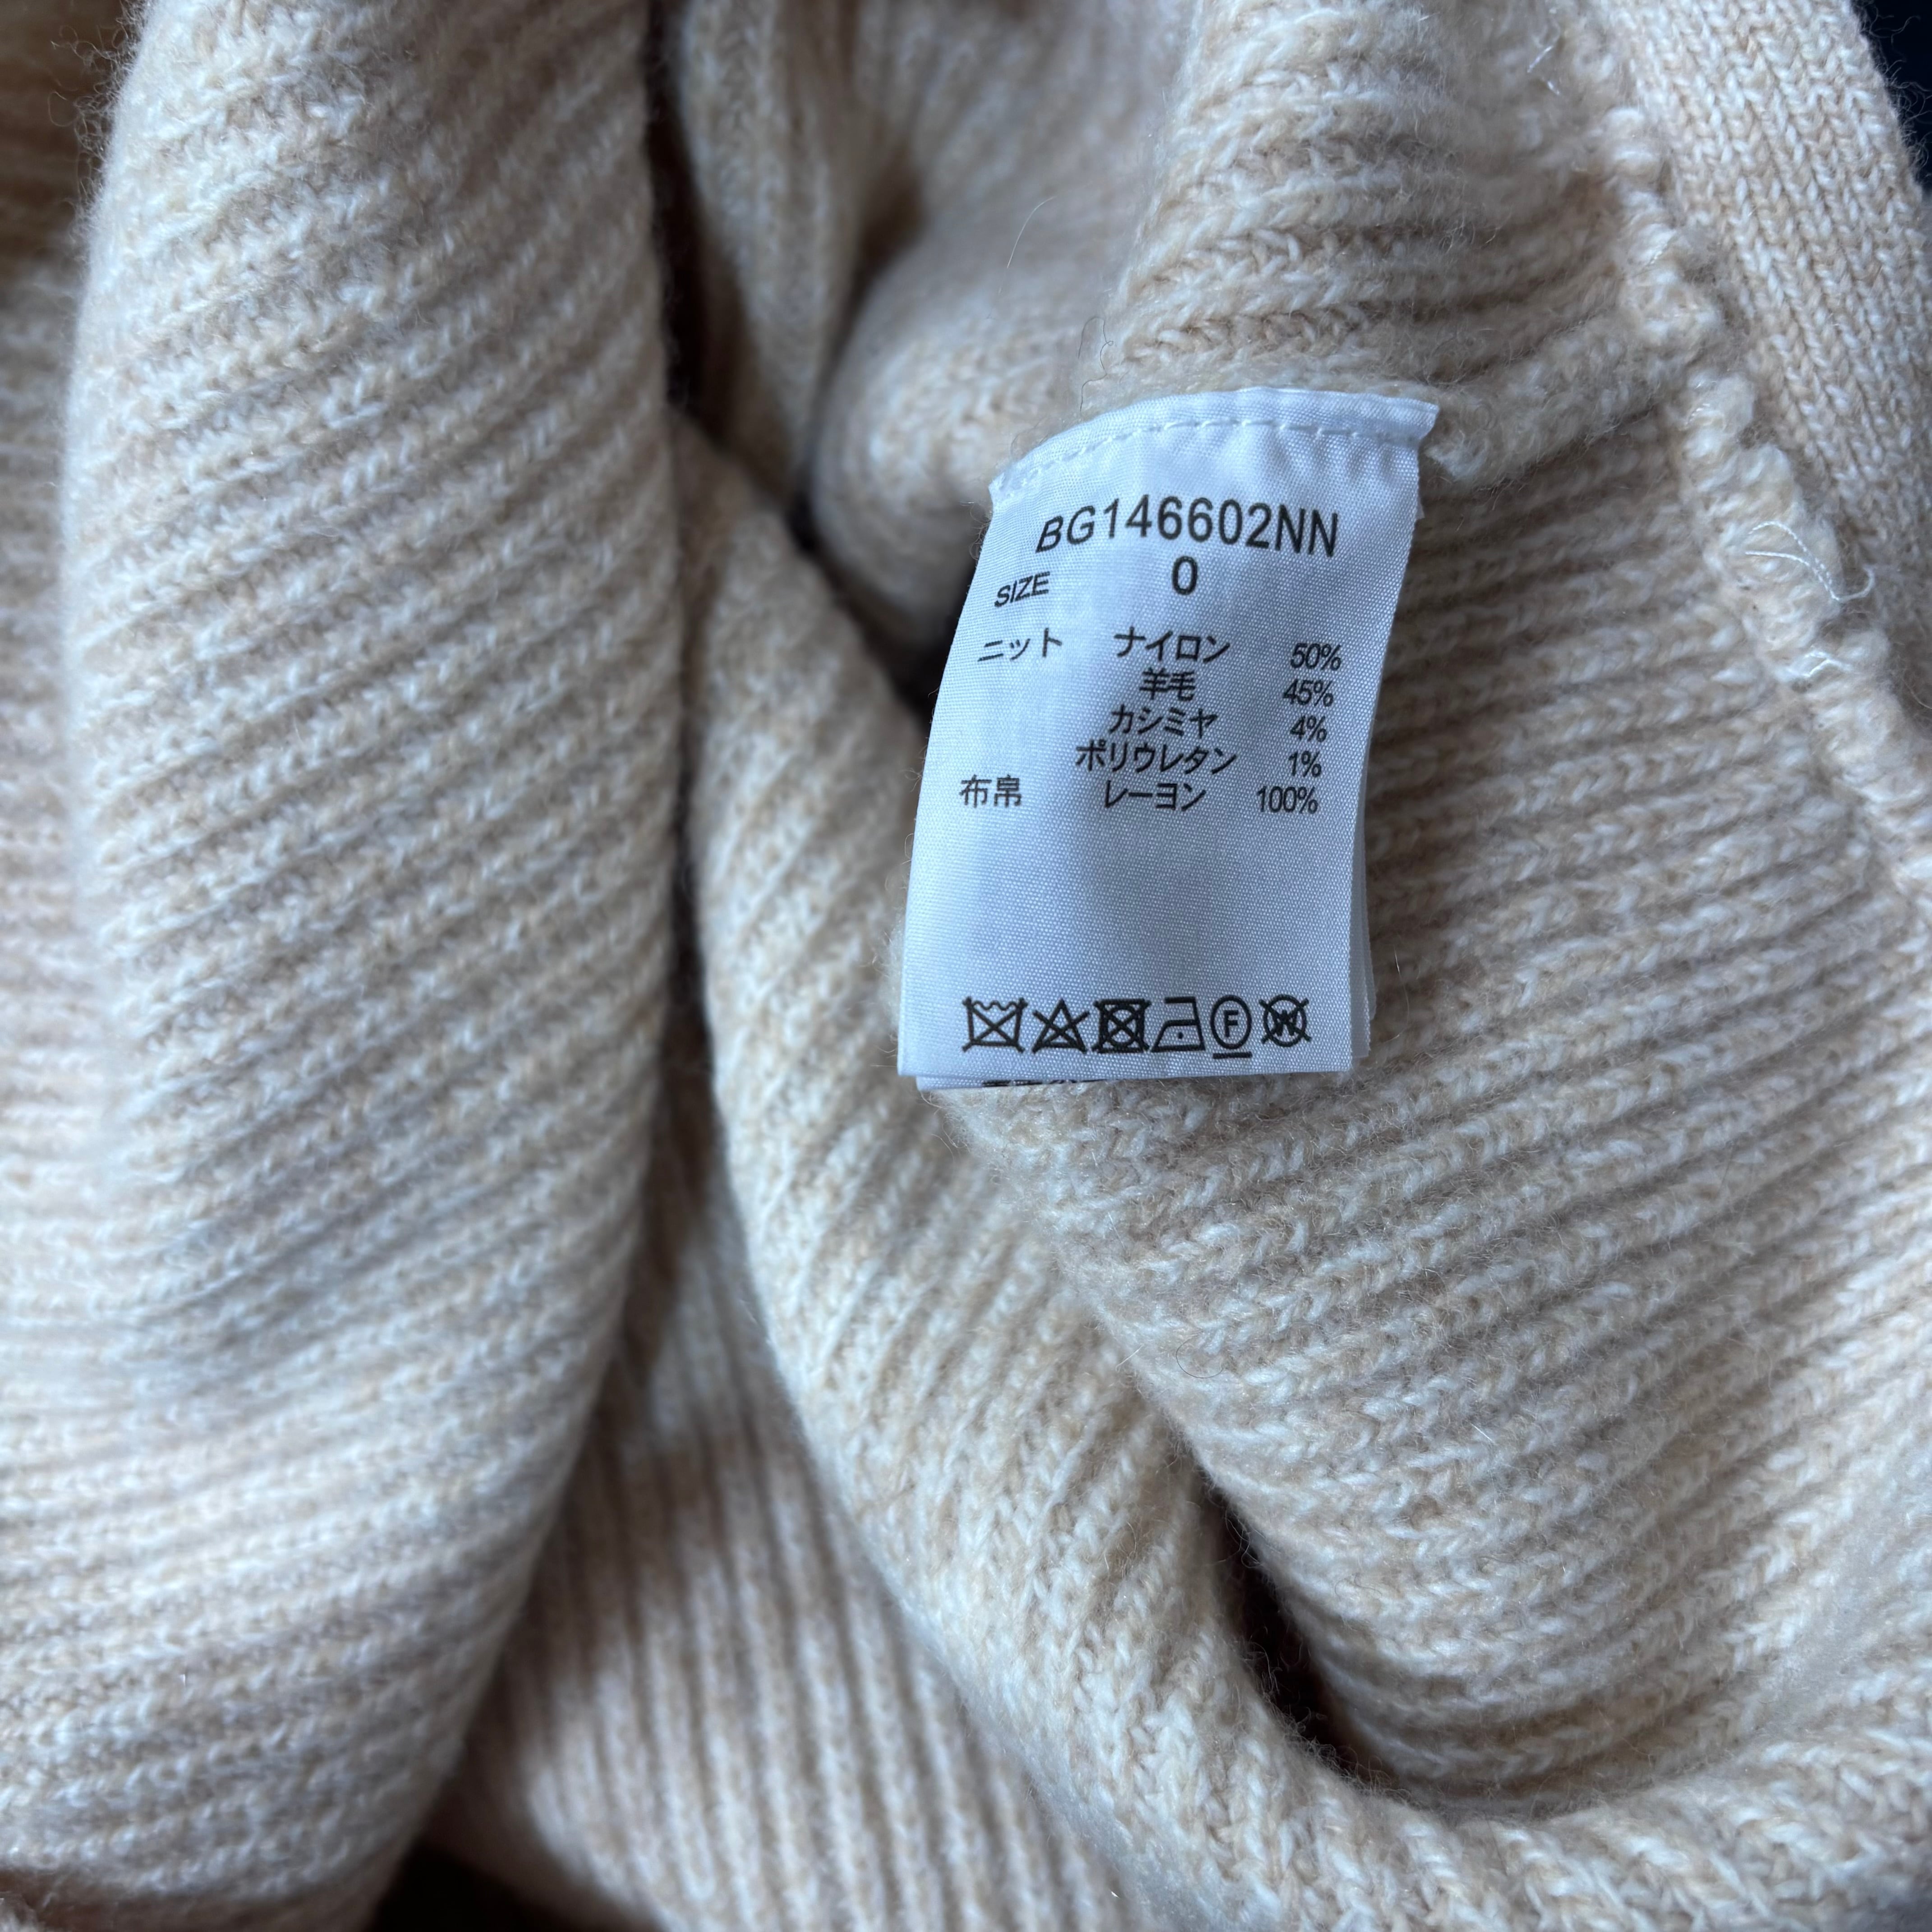 BG146602NN
SIZE 0
ニット ナイロン 50%
羊毛 45%
カシミヤ 4%
ポリウレタン 1%
布帛 レーヨン 100%
F W